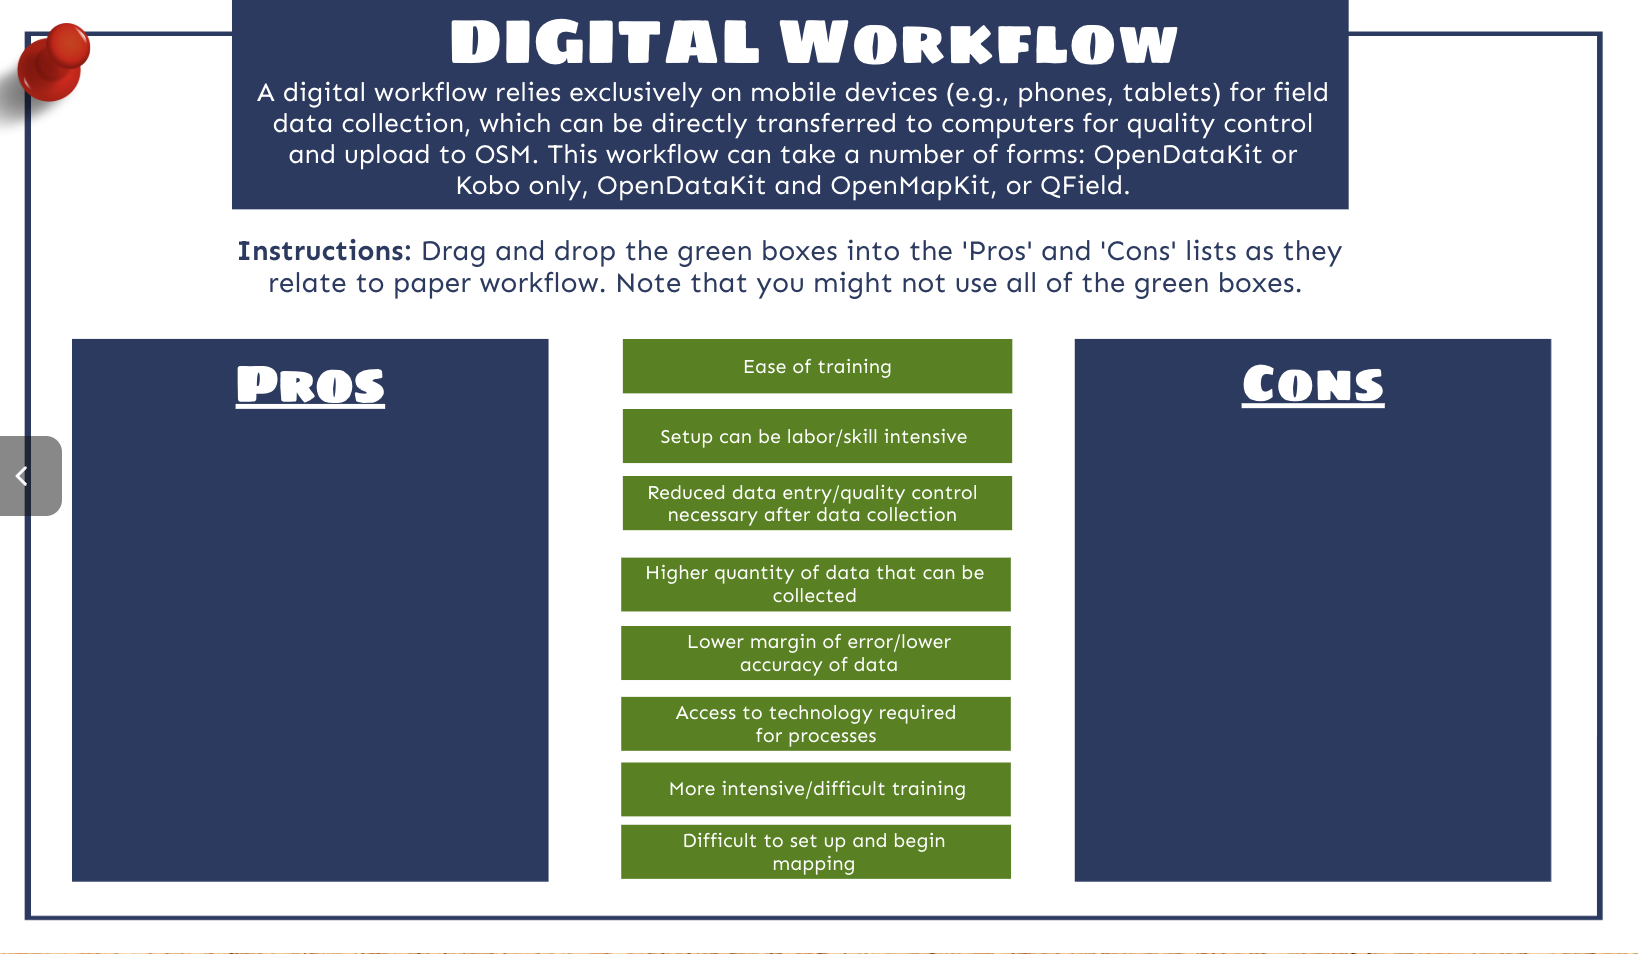 DIGITAL WORKFLOW
A digital workflow relies exclusively on mobile devices (e.g., phones, tablets) for field
data collection, which can be directly transferred to computers for quality control
and upload to OSM. This workflow can take a number of forms: OpenDataKit or
Kobo only, OpenDataKit and OpenMapKit, or QField.
Instructions: Drag and drop the green boxes into the 'Pros' and 'Cons' lists as they
relate to paper workflow. Note that you might not use all of the green boxes.
PROS
Ease of training
Setup can be labor/skill intensive
Reduced data entry/quality control
necessary after data collection
Higher quantity of data that can be
collected
Lower margin of error/lower
accuracy of data
Access to technology required
for processes
More intensive/difficult training
Difficult to set up and begin
mapping
CONS